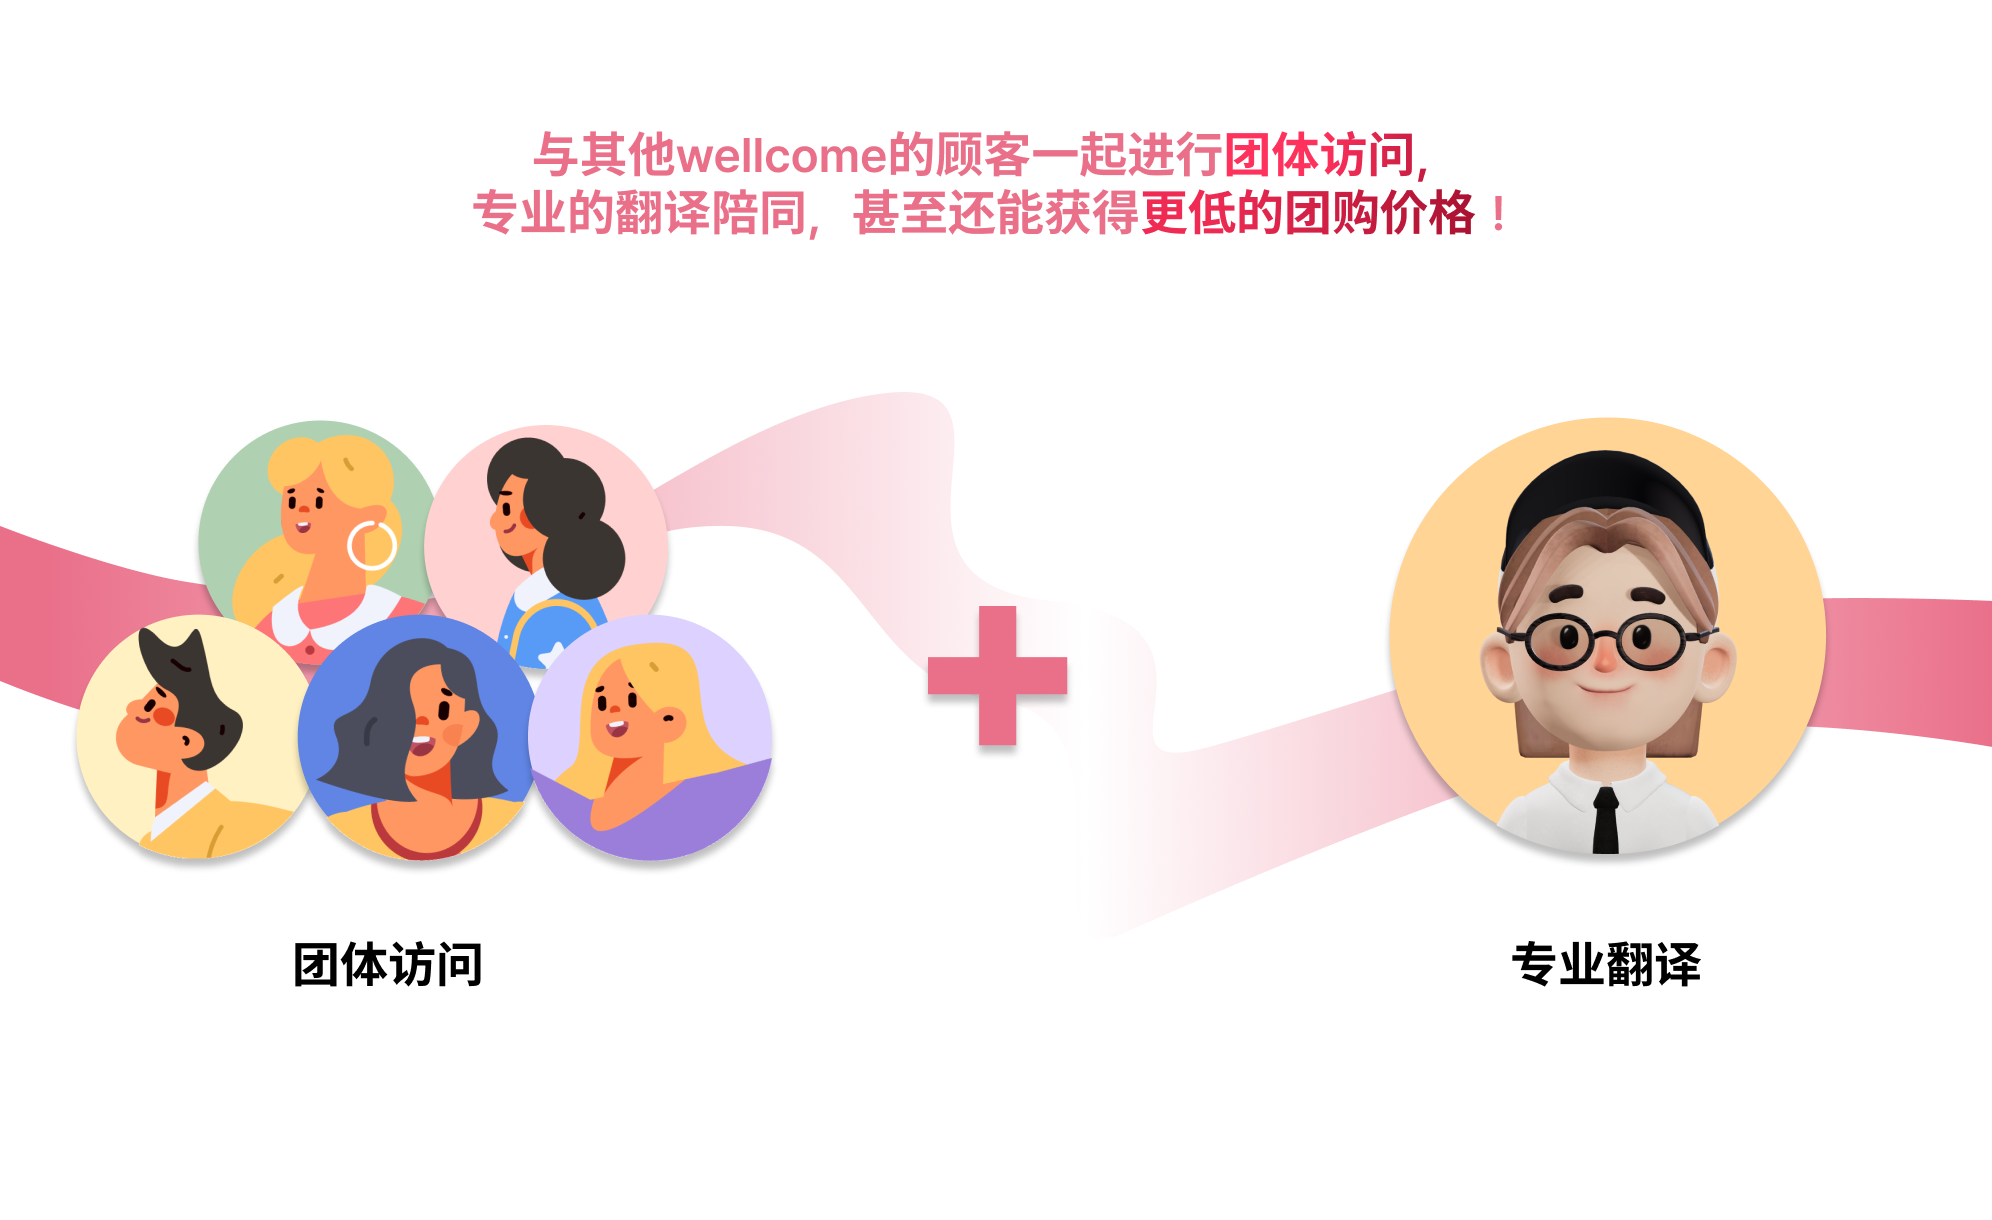 与其他wellcome的顾客一起进行团体访问,
专业的翻译陪同，甚至还能获得更低的团购价格！
团体访问
专业翻译